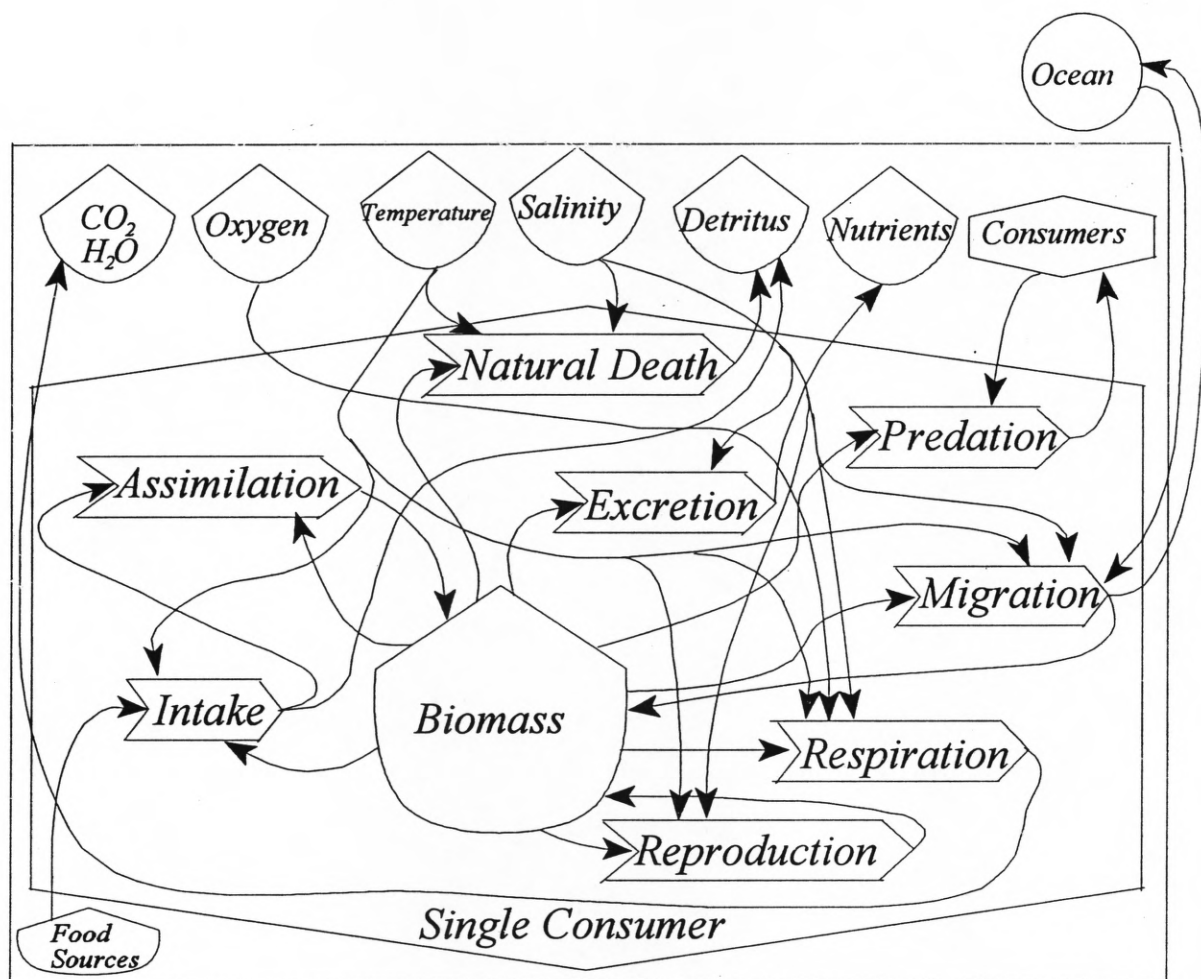 Ocean
CO₂
H₂O
Oxygen
Temperature
Salinity
Detritus
Nutrients
Consumers
Natural Death
Predation
Assimilation
Excretion
Migration
Intake
Biomass
Respiration
Reproduction
Single Consumer
Food
Sources